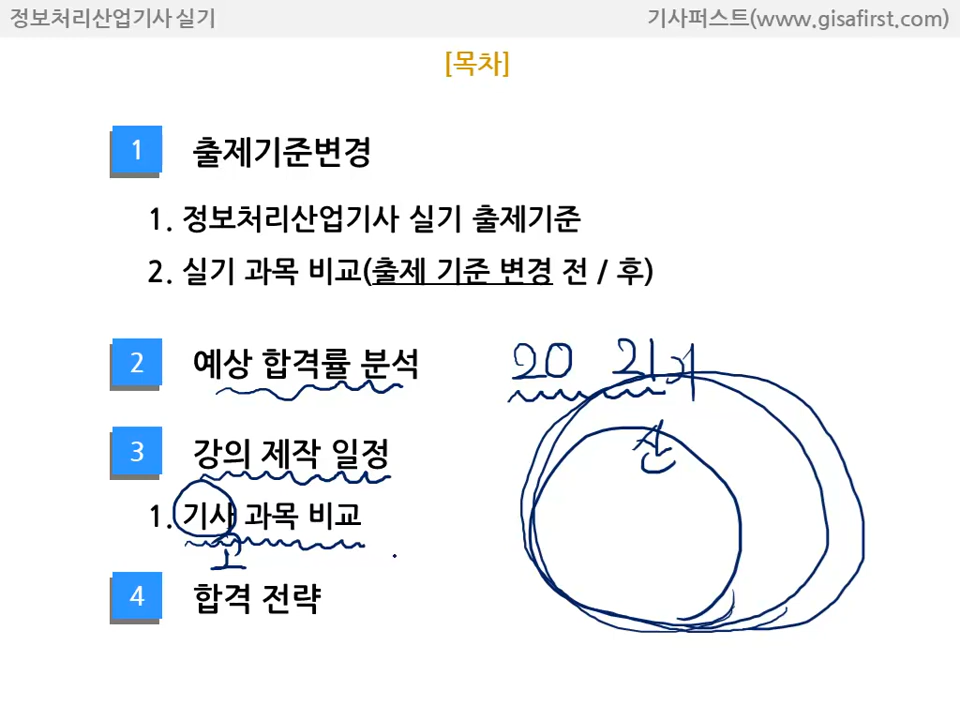 정보처리산업기사 실기
기사퍼스트(www.gisafirst.com)
[목차]
1 출제기준변경
1. 정보처리산업기사 실기 출제기준
2. 실기 과목 비교(출제 기준 변경 전 / 후)
2 예상 합격률 분석
20 21 기
3 강의 제작 일정
산
1. 기사 과목 비교
4 합격 전략